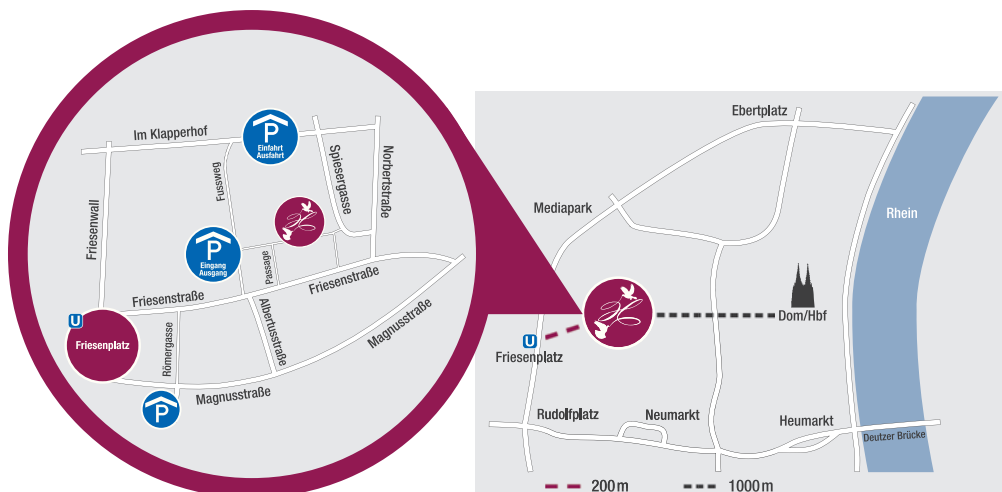 Im Klapperhof
P
Einfahrt
Ausfahrt
Spiesergasse
Norbertstraße
Fussweg
Friesenwall
P
Eingang
Ausgang
Passage
Friesenstraße
Friesenstraße
U
Friesenplatz
Römergasse
Albertusstraße
Magnusstraße
Magnusstraße
P
Ebertplatz
Mediapark
Rhein
Dom/Hbf
U
Friesenplatz
Rudolfplatz
Neumarkt
Heumarkt
Deutzer Brücke
200 m
1000 m